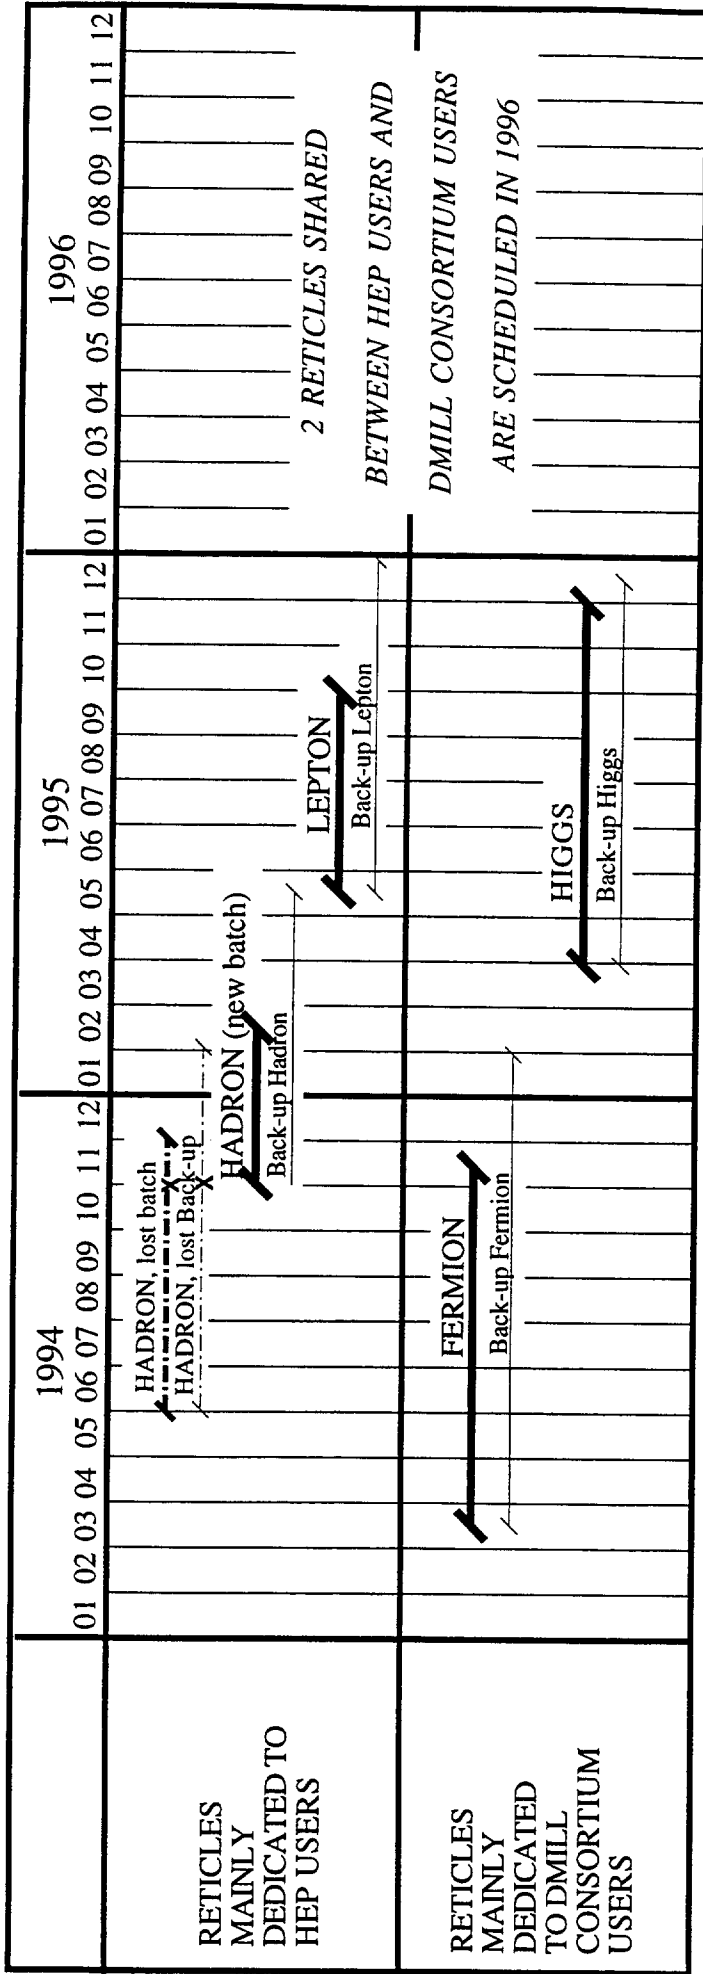 1994
1995
1996
01 02 03 04 05 06 07 08 09 10 11 12
01 02 03 04 05 06 07 08 09 10 11 12
01 02 03 04 05 06 07 08 09 10 11 12
RETICLES
MAINLY
DEDICATED TO
HEP USERS
HADRON, lost batch
HADRON, lost Back-up
HADRON (new batch)
Back-up Hadron
LEPTON
Back-up Lepton
2 RETICLES SHARED
BETWEEN HEP USERS AND
DMILL CONSORTIUM USERS
ARE SCHEDULED IN 1996
RETICLES
MAINLY
DEDICATED
TO DMILL
CONSORTIUM
USERS
FERMION
Back-up Fermion
HIGGS
Back-up Higgs